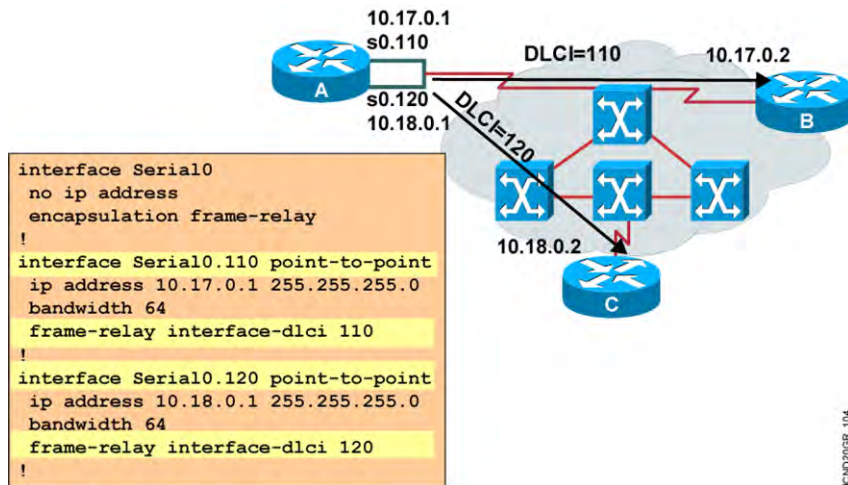 10.17.0.1
s0.110
DLCI=110
10.17.0.2
A
B
s0.120
10.18.0.1
DLCI=120
10.18.0.2
C
interface Serial0
no ip address
encapsulation frame-relay
!
interface Serial0.110 point-to-point
ip address 10.17.0.1 255.255.255.0
bandwidth 64
frame-relay interface-dlci 110
!
interface Serial0.120 point-to-point
ip address 10.18.0.1 255.255.255.0
bandwidth 64
frame-relay interface-dlci 120
!